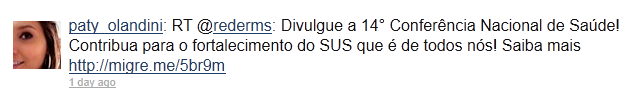 paty_olandini: RT @rederms: Divulgue a 14° Conferência Nacional de Saúde!
Contribua para o fortalecimento do SUS que é de todos nós! Saiba mais
http://migre.me/5br9m
1 day ago